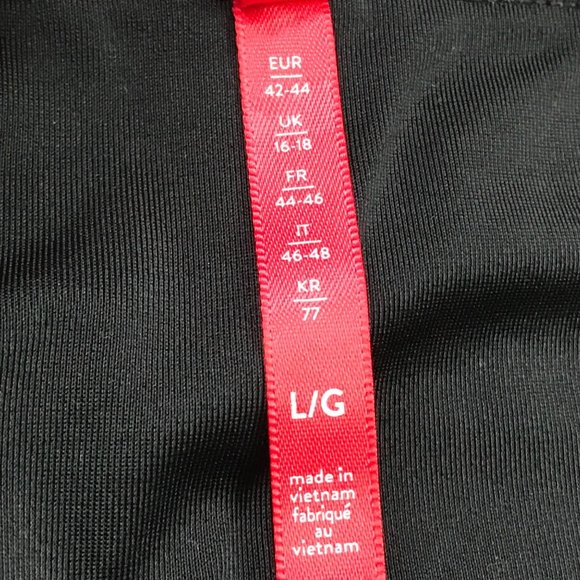 EUR
42-44
UK
16-18
FR
44-46
IT
46-48
KR
77
L/G
made in
vietnam
fabriqué
au
vietnam